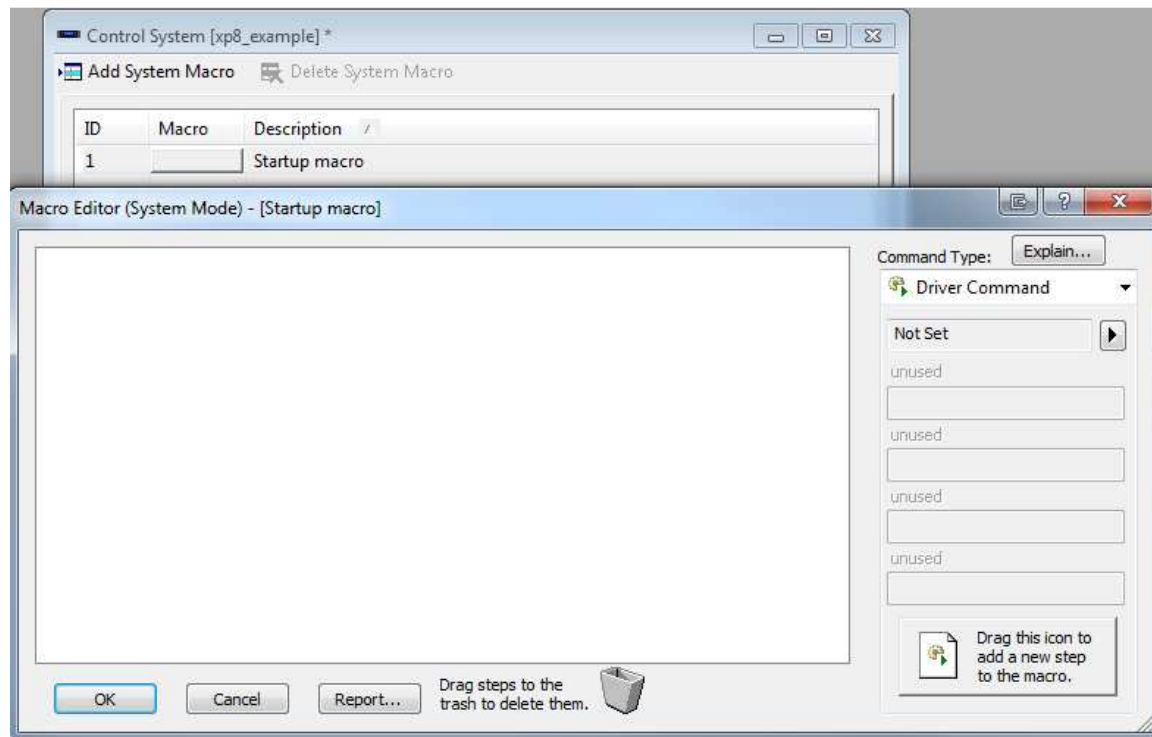 Control System [xp8_example] *
Add System Macro Delete System Macro
ID Macro Description
1 Startup macro
Macro Editor (System Mode) - [Startup macro]
Command Type: Explain...
Driver Command
Not Set
unused
unused
unused
unused
Drag this icon to
add a new step
to the macro.
OK Cancel Report... Drag steps to the
trash to delete them.